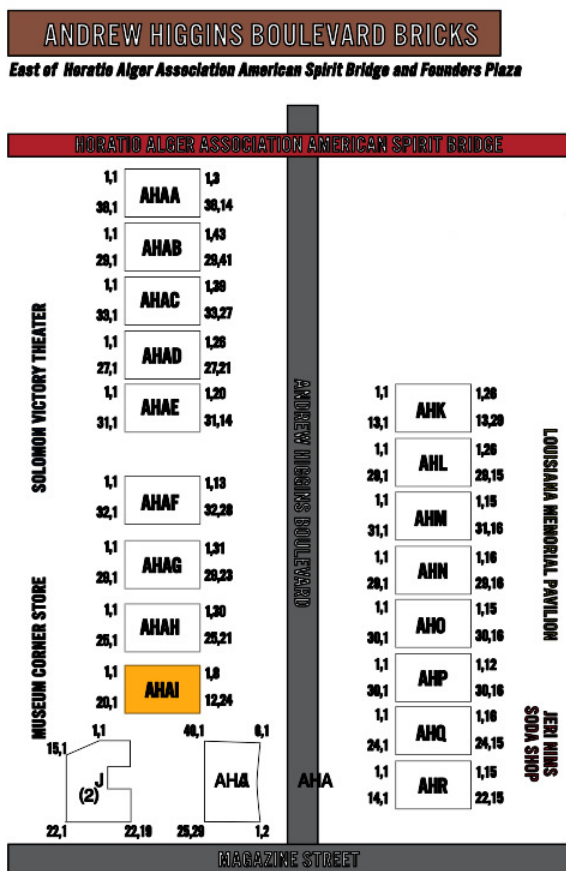 ANDREW HIGGINS BOULEVARD BRICKS
East of Horatio Alger Association American Spirit Bridge and Founders Plaza
HORATIO ALGER ASSOCIATION AMERICAN SPIRIT BRIDGE
1,1 1,3
AHAA
38,1 38,14
1,1 1,43
AHAB
29,1 29,41
1,1 1,39
AHAC
33,1 33,27
1,1 1,26
AHAD
27,1 27,21
1,1 1,20
AHAE
31,1 31,14
1,1 1,13
AHAF
32,1 32,28
1,1 1,31
AHAG
29,1 29,23
1,1 1,30
AHAH
25,1 25,21
1,1 1,8
AHAI
20,1 12,24
SOLOMON VICTORY THEATER
MUSEUM CORNER STORE
ANDREW HIGGINS BOULEVARD
1,1 1,26
AHK
13,1 13,29
1,1 1,26
AHL
29,1 29,15
1,1 1,15
AHM
31,1 31,16
1,1 1,16
AHN
29,1 29,16
1,1 1,15
AHO
30,1 30,16
1,1 1,12
AHP
30,1 30,16
1,1 1,16
AHQ
24,1 24,15
1,1 1,15
AHR
14,1 22,15
LOUISIANA MEMORIAL PAVILION
JERI NIMS
SODA SHOP
1,1
15,1
J
(2)
22,1 22,19
40,1 6,1
25,29 1,2
AHA
MAGAZINE STREET